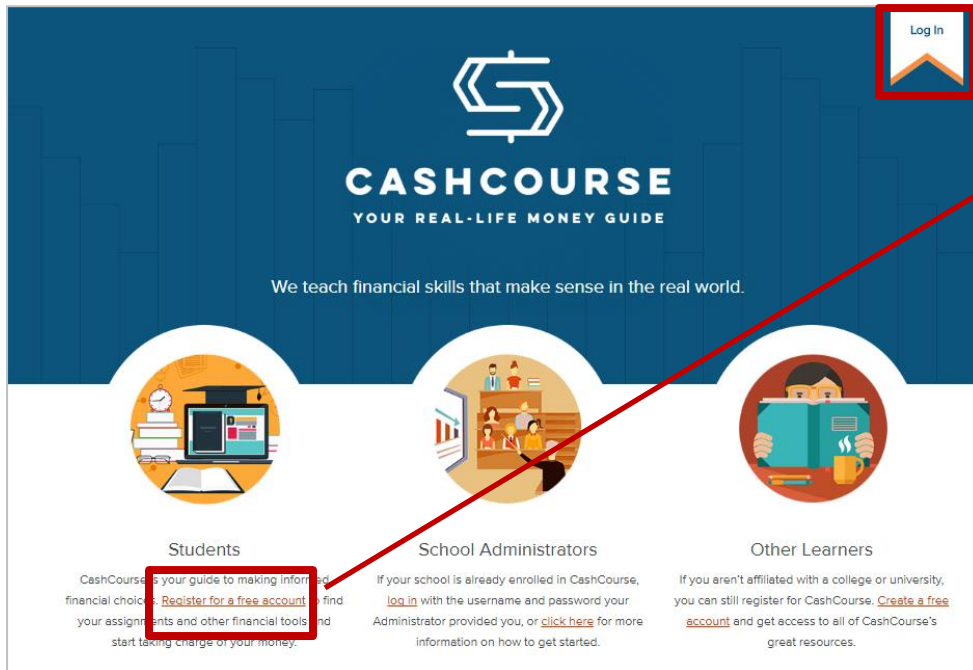 Log In
CASHCOURSE
YOUR REAL-LIFE MONEY GUIDE
We teach financial skills that make sense in the real world.
Students
CashCourse is your guide to making informed
financial choices. Register for a free account to find
your assignments and other financial tools and
start taking charge of your money.
School Administrators
If your school is already enrolled in CashCourse,
log in with the username and password your
Administrator provided you, or click here for more
information on how to get started.
Other Learners
If you aren't affiliated with a college or university,
you can still register for CashCourse. Create a free
account and get access to all of CashCourse's
great resources.